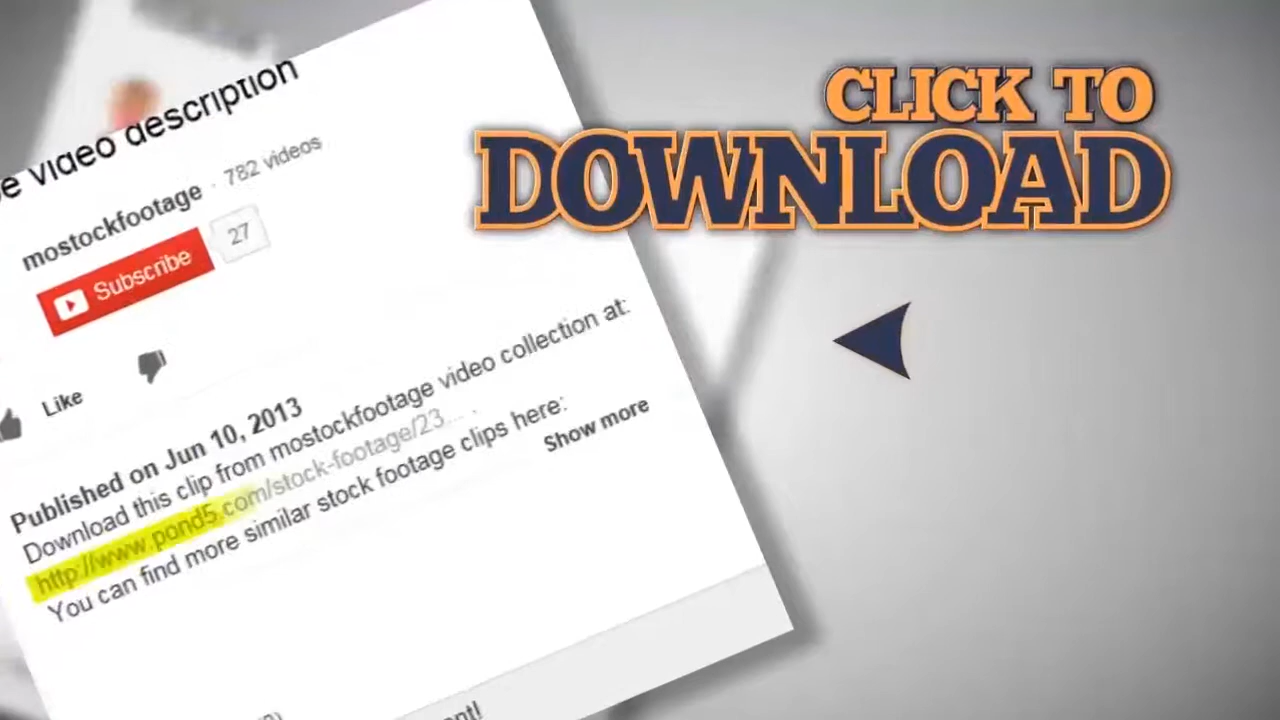 CLICK TO
DOWNLOAD
video description
mostockfootage · 782 videos
Subscribe
27
Like
Published on Jun 10, 2013
Download this clip from mostockfootage video collection at:
http://www.pond5.com/stock-footage/23...
You can find more similar stock footage clips here:
Show more